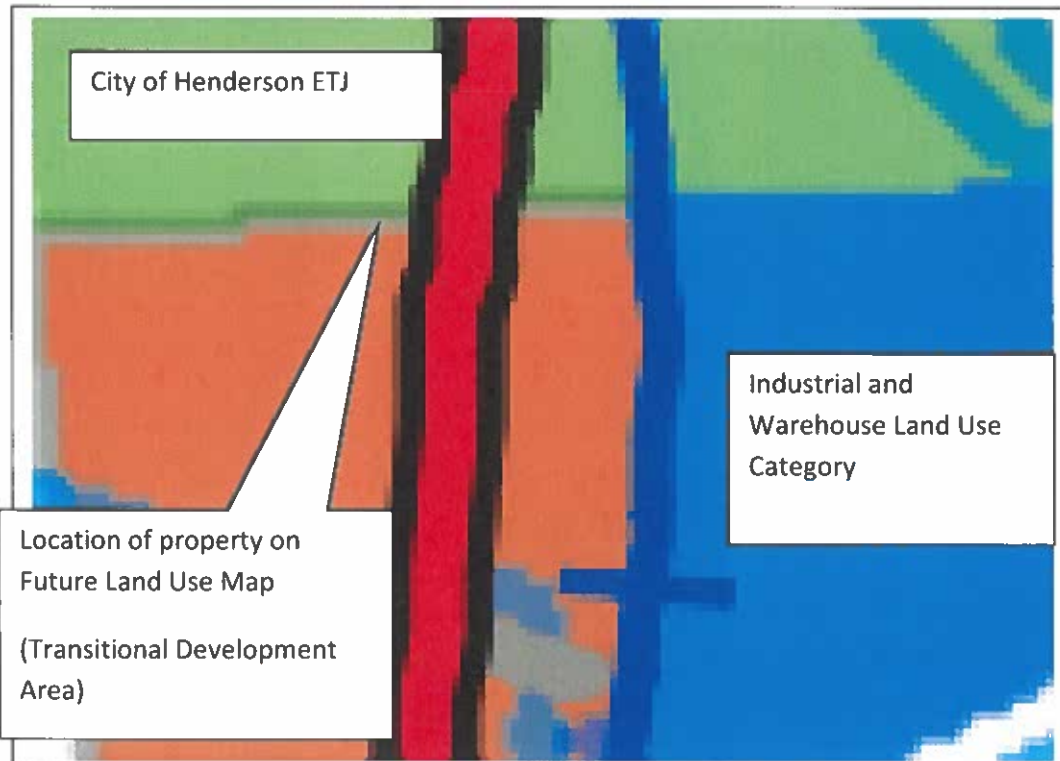 City of Henderson ETJ
Industrial and
Warehouse Land Use
Category
Location of property on
Future Land Use Map
(Transitional Development
Area)